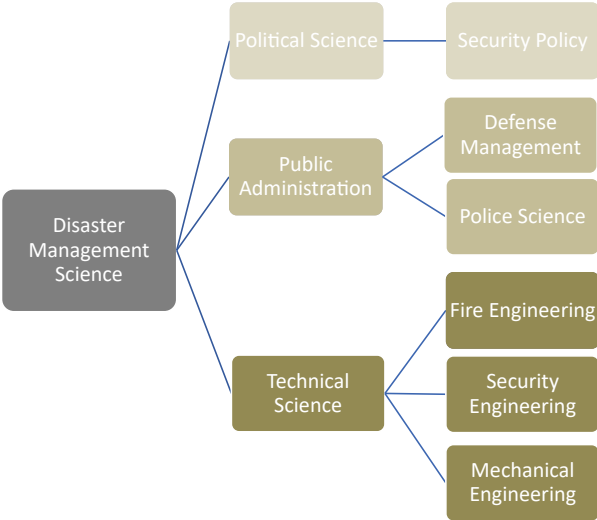 Political Science
Security Policy
Defense
Management
Public
Administration
Police Science
Disaster
Management
Science
Fire Engineering
Technical
Science
Security
Engineering
Mechanical
Engineering